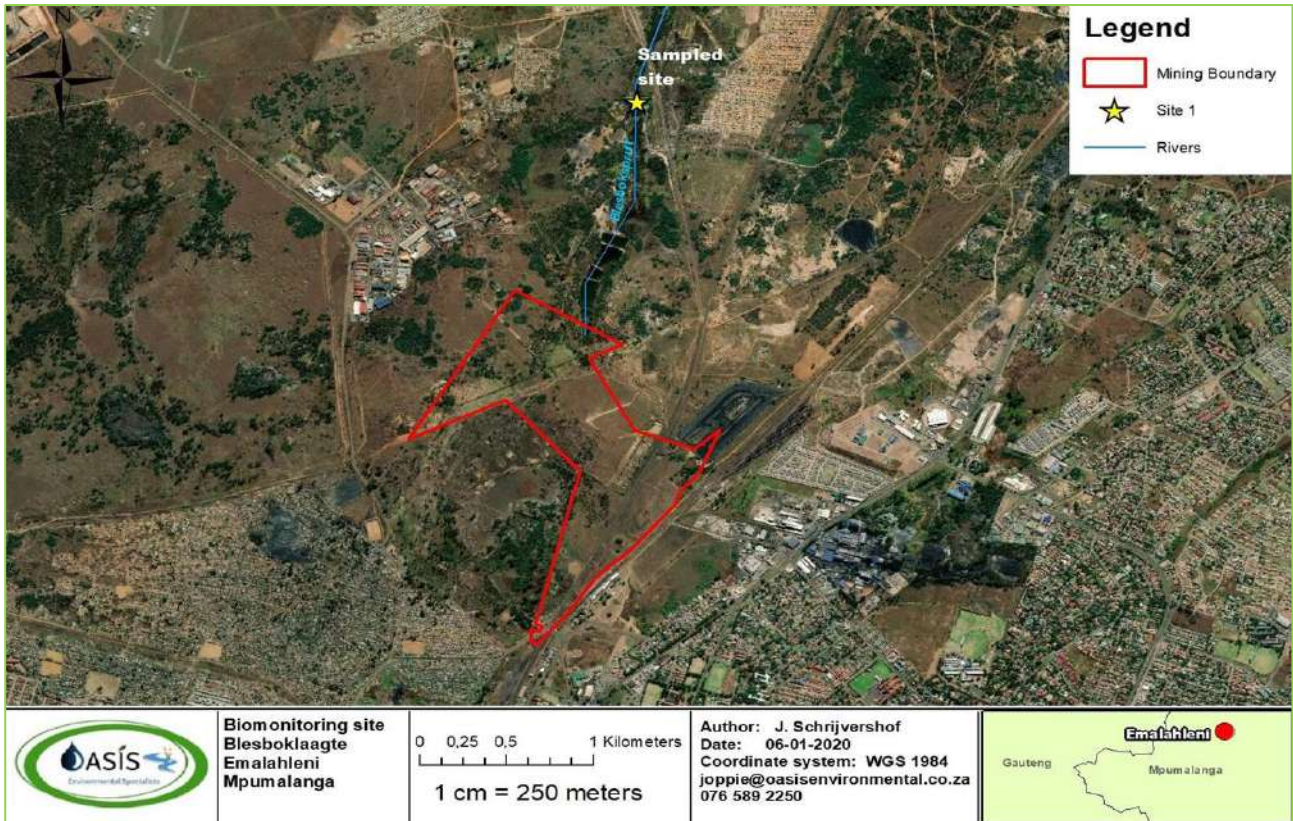 N
Sampled
site
Blesbokspruit
Legend
Mining Boundary
Site 1
Rivers
OASÍS
Environmental Specialists
Biomonitoring site
Blesboklaagte
Emalahleni
Mpumalanga
0 0,25 0,5 1 Kilometers
1 cm = 250 meters
Author: J. Schrijvershof
Date: 06-01-2020
Coordinate system: WGS 1984
joppie@oasisenvironmental.co.za
076 589 2250
Emalahleni
Gauteng
Mpumalanga